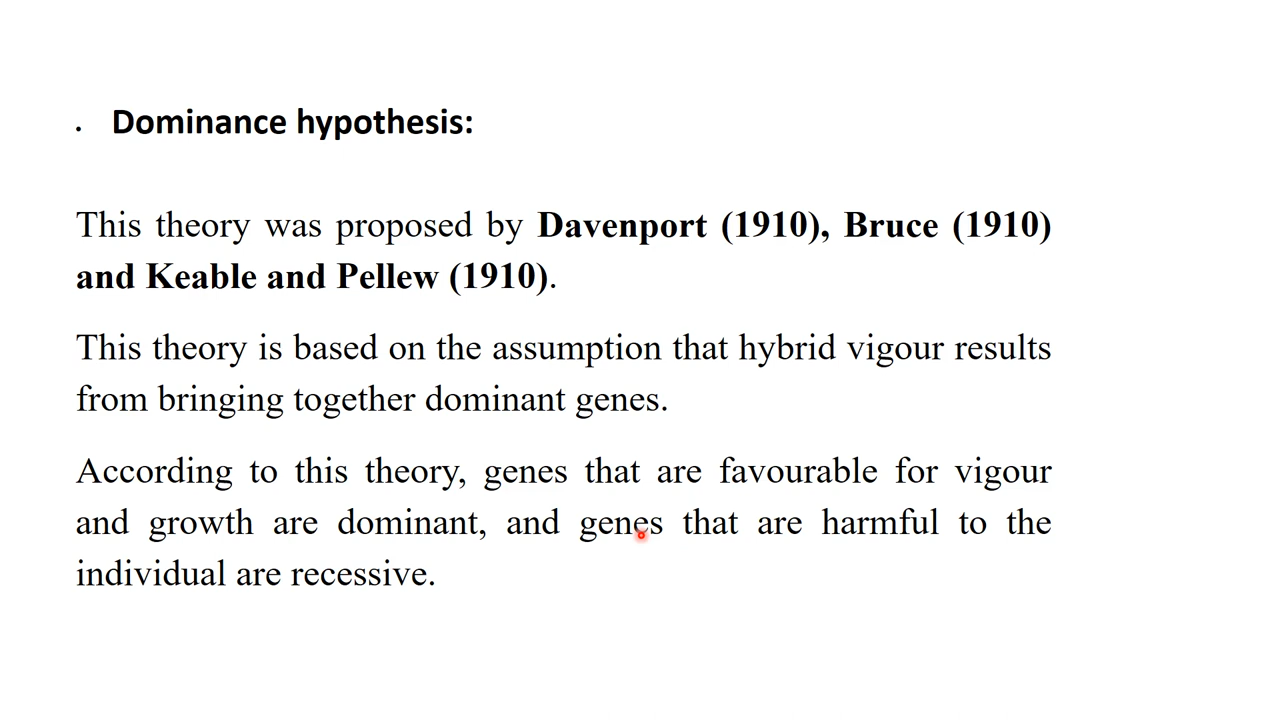 • Dominance hypothesis:
This theory was proposed by Davenport (1910), Bruce (1910)
and Keable and Pellew (1910).
This theory is based on the assumption that hybrid vigour results
from bringing together dominant genes.
According to this theory, genes that are favourable for vigour
and growth are dominant, and genes that are harmful to the
individual are recessive.